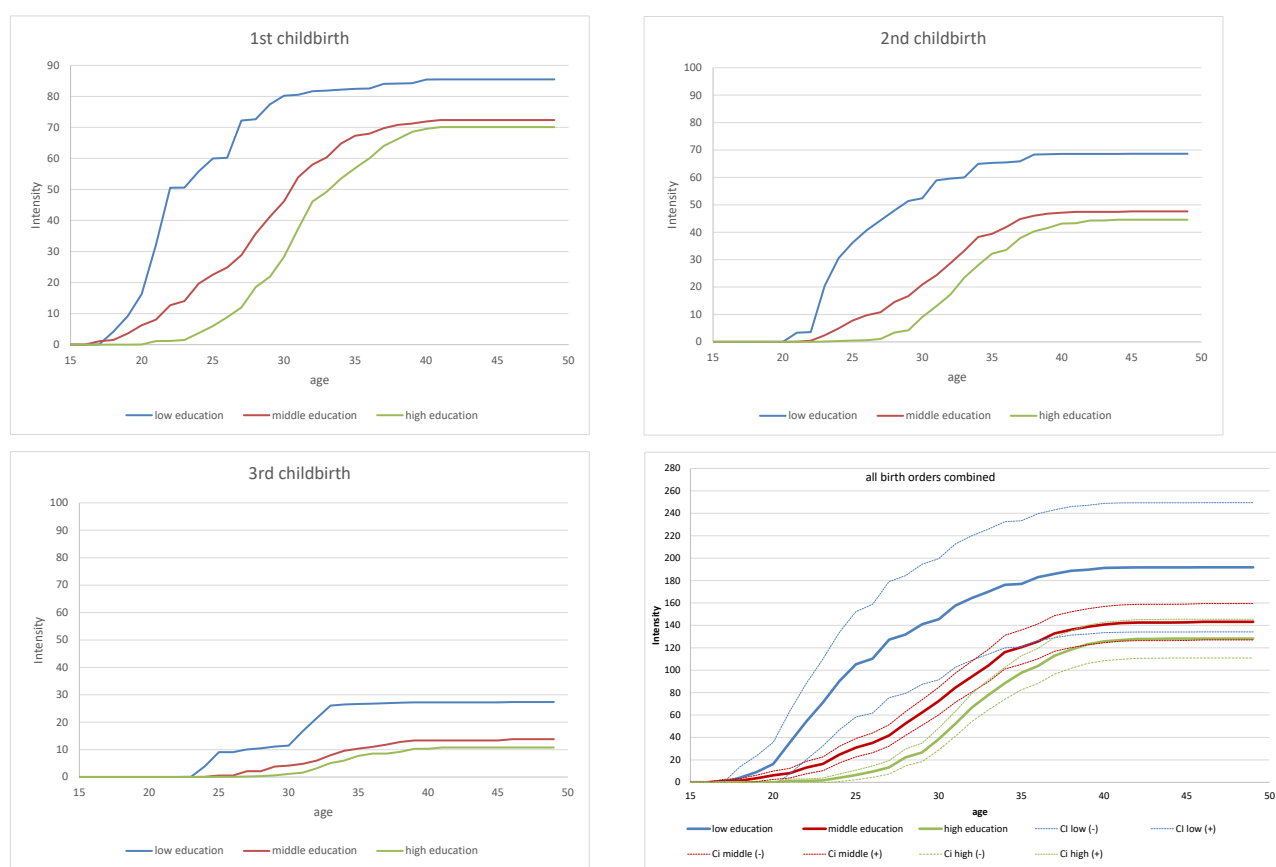 1st childbirth
90
80
70
60
50
40
30
20
10
0
Intensity
15 20 25 30 35 40 45 50
age
low education middle education high education
2nd childbirth
100
90
80
70
60
50
40
30
20
10
0
Intensity
15 20 25 30 35 40 45 50
age
low education middle education high education
3rd childbirth
100
90
80
70
60
50
40
30
20
10
0
Intensity
15 20 25 30 35 40 45 50
age
low education middle education high education
all birth orders combined
280
260
240
220
200
180
160
140
120
100
80
60
40
20
0
Intensity
15 20 25 30 35 40 45 50
age
low education middle education high education CI low (-) CI low (+)
Ci middle (-) Ci middle (+) Ci high (-) Ci high (+)